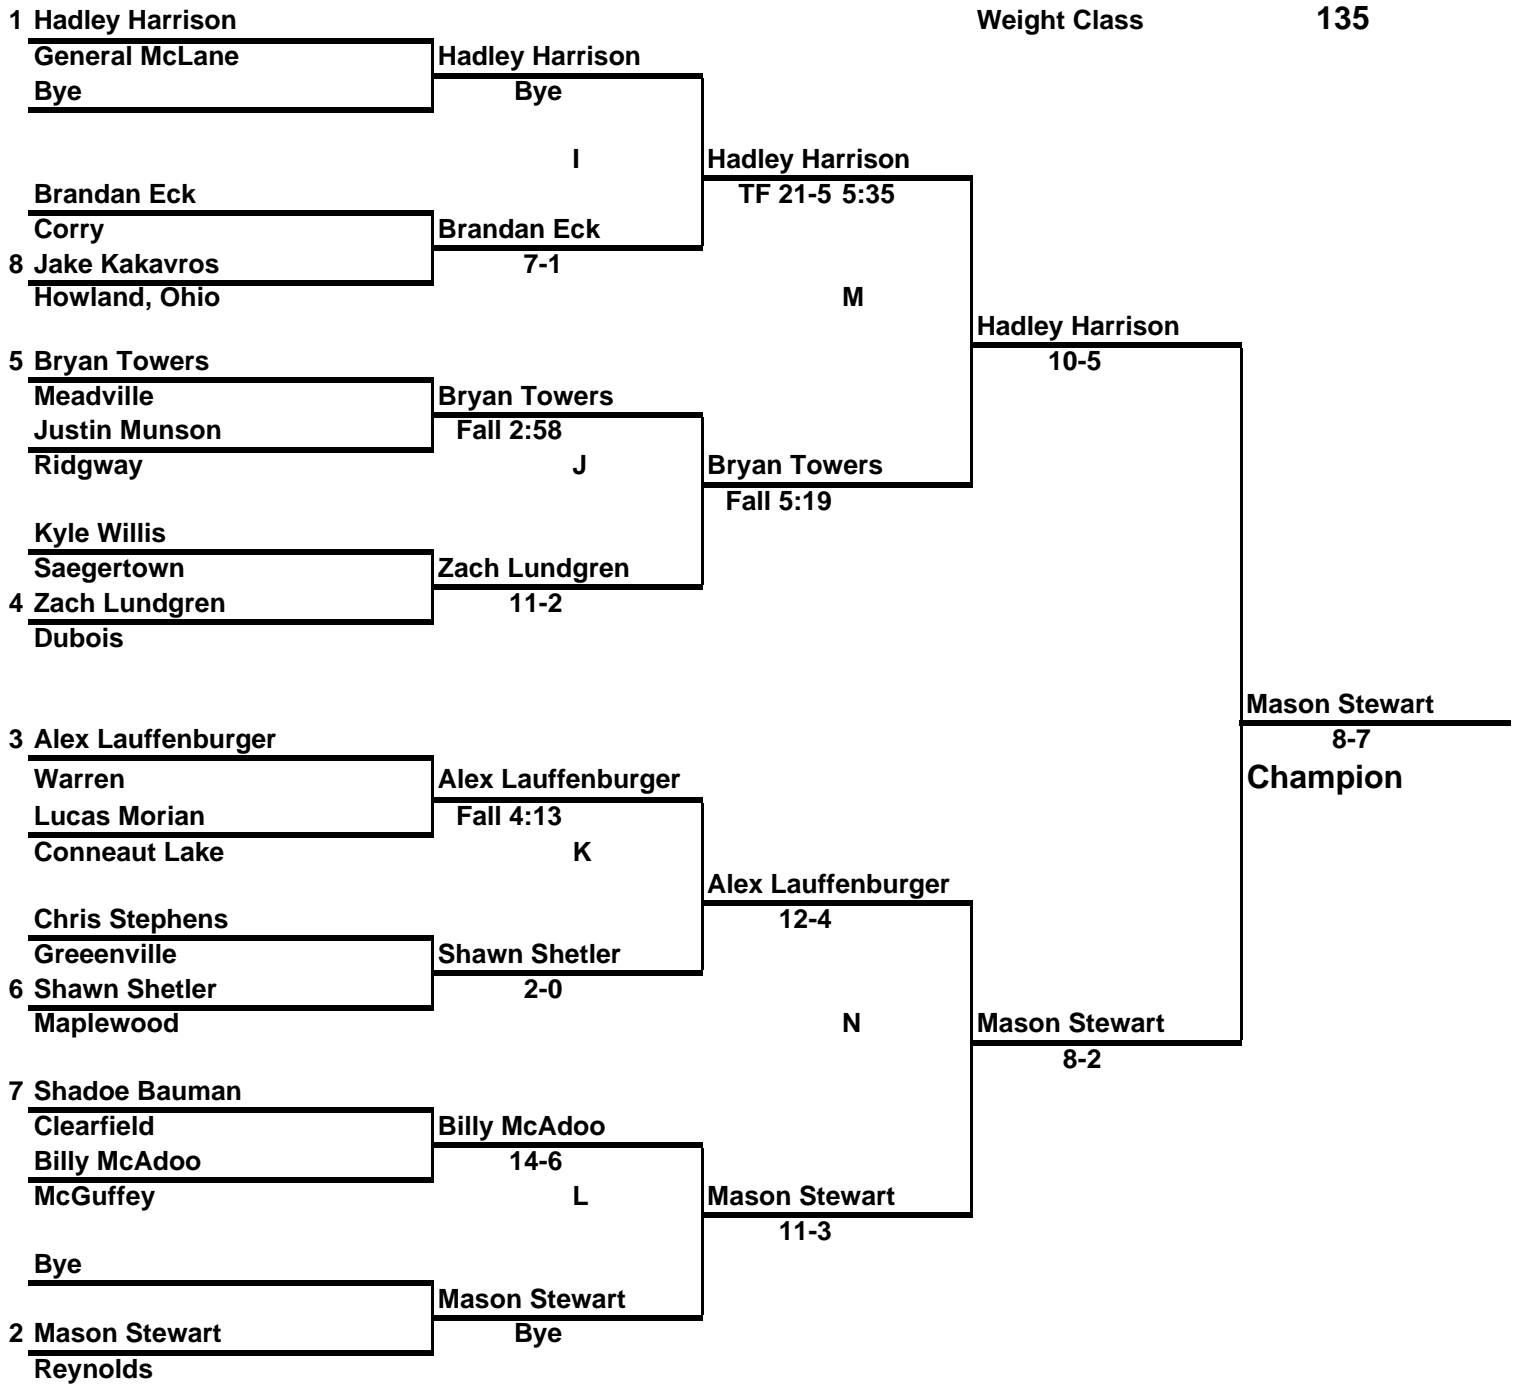 1 Hadley Harrison
Weight Class 135
General McLane
Hadley Harrison
Bye
Bye
I
Hadley Harrison
Brandan Eck
TF 21-5 5:35
Corry
Brandan Eck
8 Jake Kakavros
7-1
Howland, Ohio
M
Hadley Harrison
5 Bryan Towers
10-5
Meadville
Bryan Towers
Justin Munson
Fall 2:58
Ridgway
J
Bryan Towers
Fall 5:19
Kyle Willis
Saegertown
Zach Lundgren
4 Zach Lundgren
11-2
Dubois
Mason Stewart
3 Alex Lauffenburger
8-7
Warren
Alex Lauffenburger
Champion
Lucas Morian
Fall 4:13
Conneaut Lake
K
Alex Lauffenburger
Chris Stephens
12-4
Greeenville
Shawn Shetler
6 Shawn Shetler
2-0
Maplewood
N
Mason Stewart
8-2
7 Shadoe Bauman
Clearfield
Billy McAdoo
Billy McAdoo
14-6
McGuffey
L
Mason Stewart
11-3
Bye
Mason Stewart
2 Mason Stewart
Bye
Reynolds